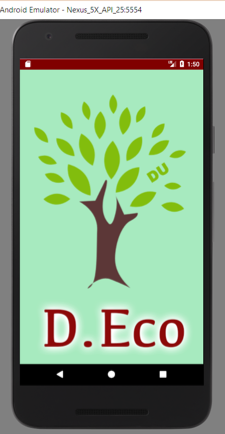 Android Emulator - Nexus_5X_API_25:5554
1:50
DU
D.Eco